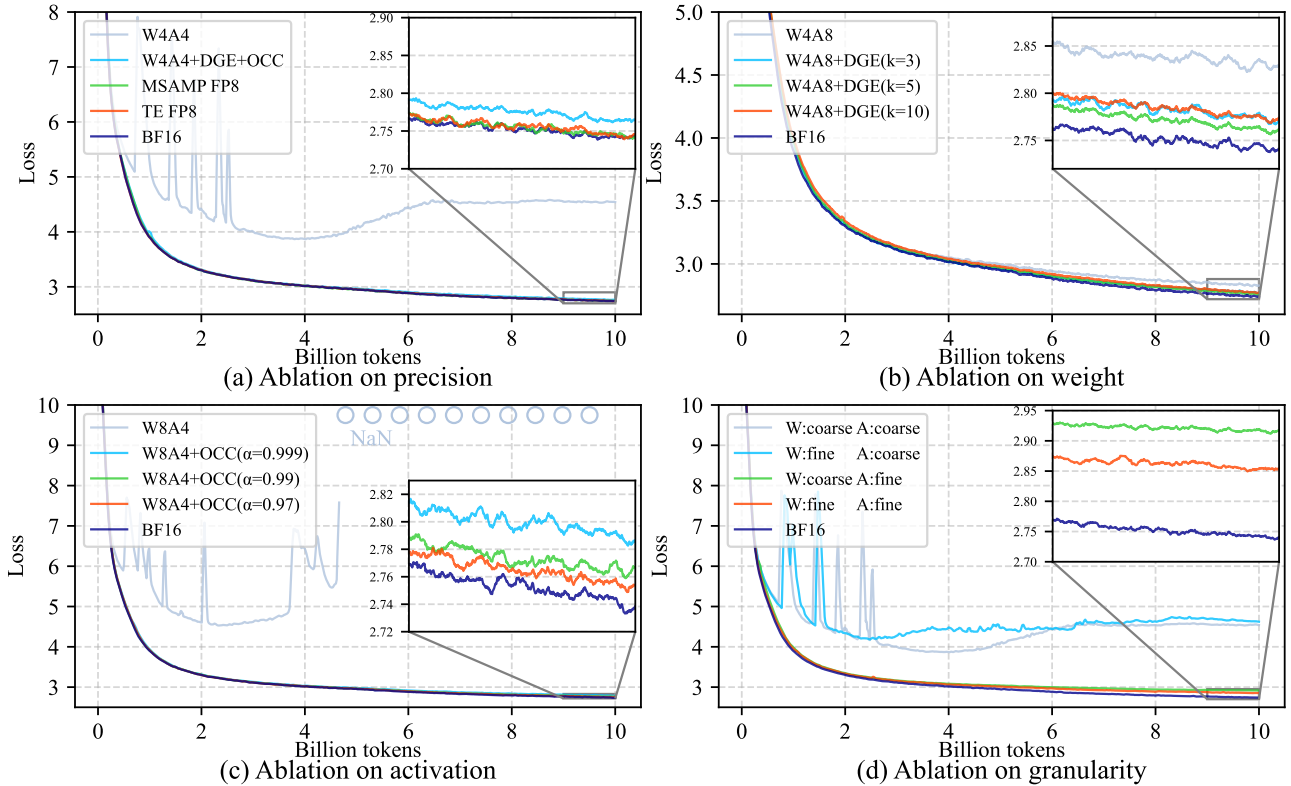 8
7
6
5
4
3
Loss
W4A4
W4A4+DGE+OCC
MSAMP FP8
TE FP8
BF16
2.90
2.85
2.80
2.75
2.70
0 2 4 6 8 10
Billion tokens
(a) Ablation on precision
5.0
4.5
4.0
3.5
3.0
Loss
W4A8
W4A8+DGE(k=3)
W4A8+DGE(k=5)
W4A8+DGE(k=10)
BF16
2.85
2.80
2.75
0 2 4 6 8 10
Billion tokens
(b) Ablation on weight
10
9
8
7
6
5
4
3
Loss
W8A4
W8A4+OCC(α=0.999)
W8A4+OCC(α=0.99)
W8A4+OCC(α=0.97)
BF16
NaN
2.82
2.80
2.78
2.76
2.74
2.72
0 2 4 6 8 10
Billion tokens
(c) Ablation on activation
10
9
8
7
6
5
4
3
Loss
W:coarse A:coarse
W:fine A:coarse
W:coarse A:fine
W:fine A:fine
BF16
2.95
2.90
2.85
2.80
2.75
2.70
0 2 4 6 8 10
Billion tokens
(d) Ablation on granularity